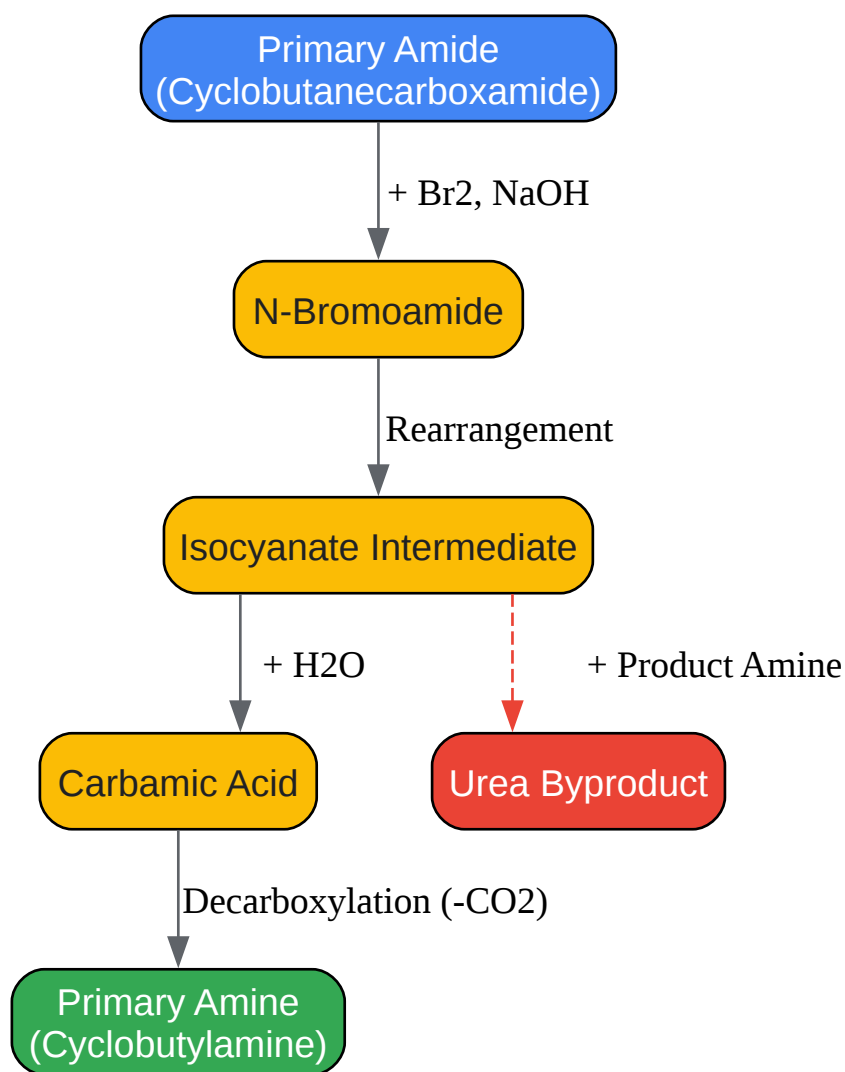 Primary Amide
(Cyclobutanecarboxamide)
+ Br2, NaOH
N-Bromoamide
Rearrangement
Isocyanate Intermediate
+ H2O
+ Product Amine
Carbamic Acid
Urea Byproduct
Decarboxylation (-CO2)
Primary Amine
(Cyclobutylamine)